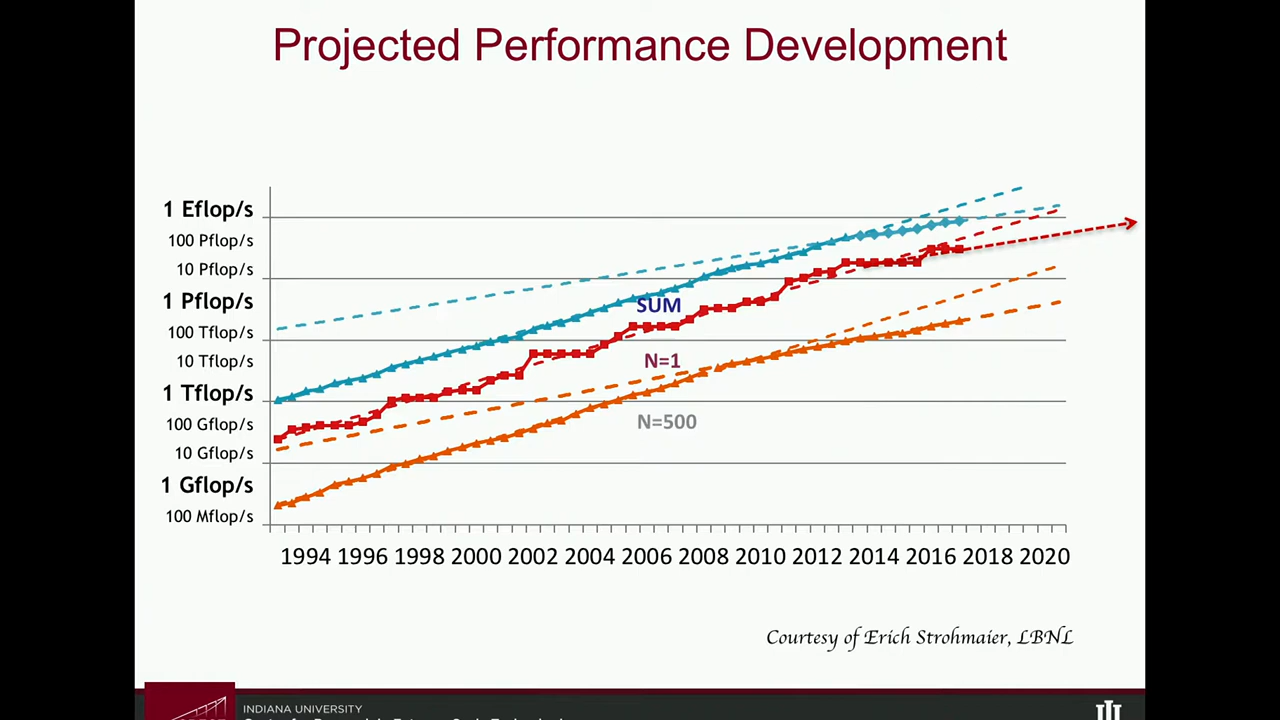 Projected Performance Development
1 Eflop/s
100 Pflop/s
10 Pflop/s
1 Pflop/s
100 Tflop/s
10 Tflop/s
1 Tflop/s
100 Gflop/s
10 Gflop/s
1 Gflop/s
100 Mflop/s
SUM
N=1
N=500
1994 1996 1998 2000 2002 2004 2006 2008 2010 2012 2014 2016 2018 2020
Courtesy of Erich Strohmaier, LBNL
INDIANA UNIVERSITY